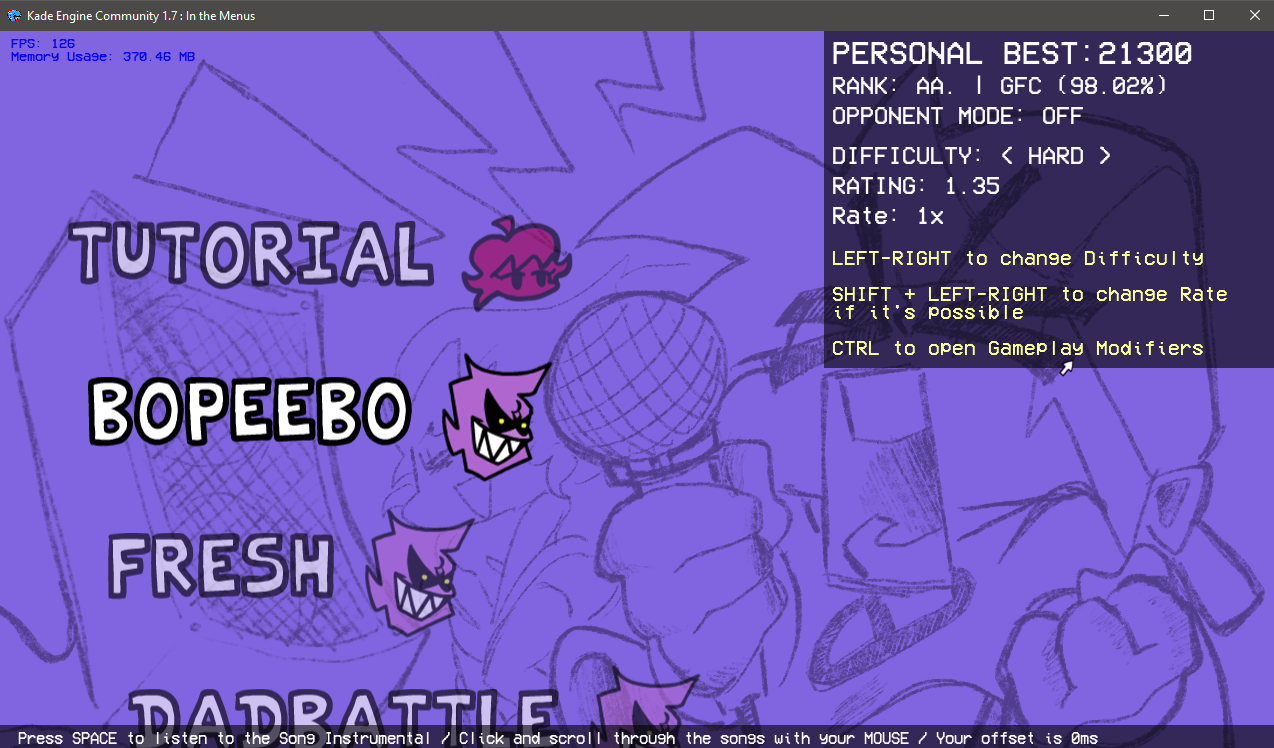 Kade Engine Community 1.7 : In the Menus
FPS: 126
Memory Usage: 370.46 MB
PERSONAL BEST:21300
RANK: AA. | GFC (98.02%)
OPPONENT MODE: OFF
DIFFICULTY: < HARD >
RATING: 1.35
Rate: 1x
LEFT-RIGHT to change Difficulty
SHIFT + LEFT-RIGHT to change Rate
if it's possible
CTRL to open Gameplay Modifiers
TUTORIAL
BOPEEBO
FRESH
DADBATTLE
Press SPACE to listen to the Song Instrumental / Click and scroll through the songs with your MOUSE / Your offset is 0ms